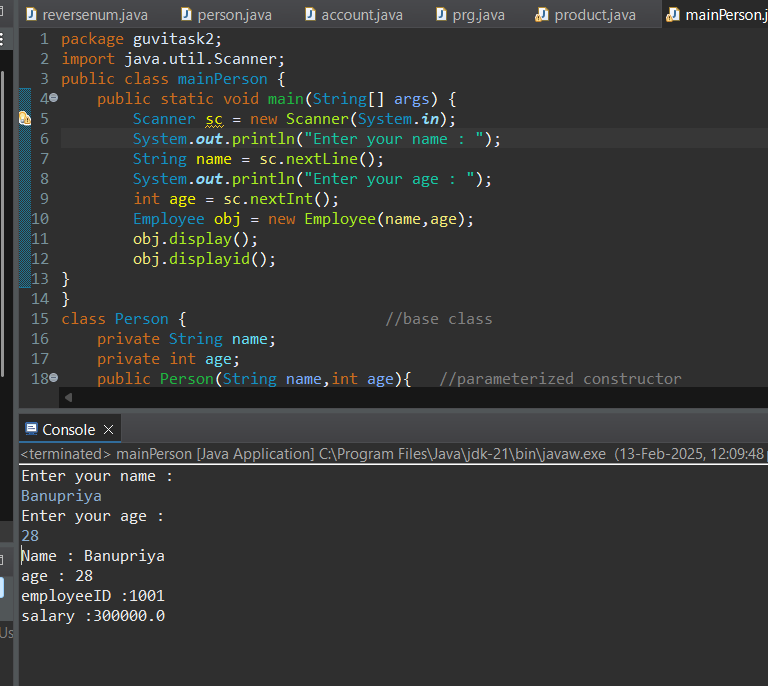 reversenum.java person.java account.java prg.java product.java mainPerson.j
1 package guvitask2;
2 import java.util.Scanner;
3 public class mainPerson {
4 public static void main(String[] args) {
5 Scanner sc = new Scanner(System.in);
6 System.out.println("Enter your name : ");
7 String name = sc.nextLine();
8 System.out.println("Enter your age : ");
9 int age = sc.nextInt();
10 Employee obj = new Employee(name,age);
11 obj.display();
12 obj.displayid();
13 }
14 }
15 class Person { //base class
16 private String name;
17 private int age;
18 public Person(String name,int age){ //parameterized constructor
Console
<terminated> mainPerson [Java Application] C:\Program Files\Java\jdk-21\bin\javaw.exe (13-Feb-2025, 12:09:48
Enter your name :
Banupriya
Enter your age :
28
Name : Banupriya
age : 28
employeeID :1001
salary :300000.0
Us